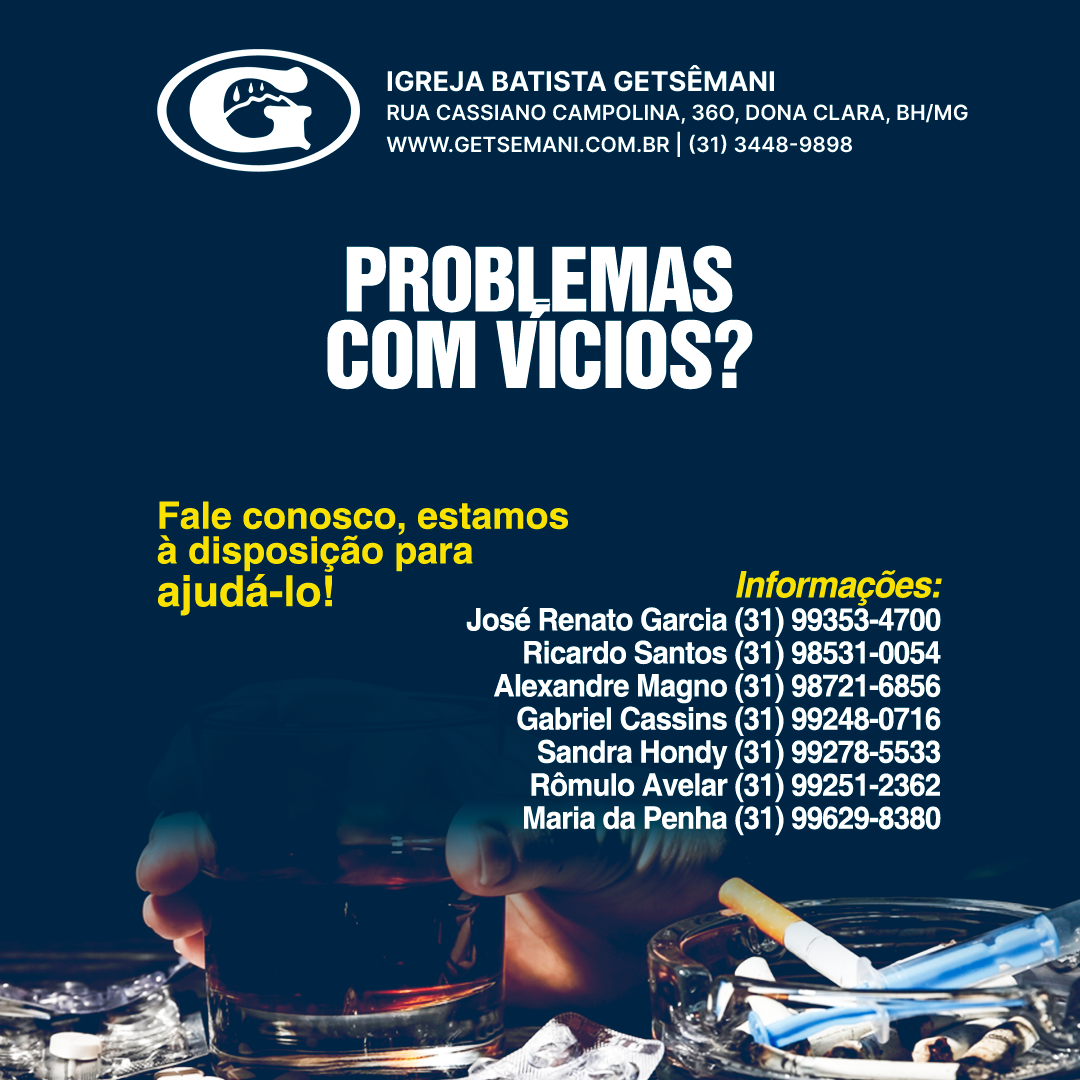 G
IGREJA BATISTA GETSÊMANI
RUA CASSIANO CAMPOLINA, 360, DONA CLARA, BH/MG
WWW.GETSEMANI.COM.BR | (31) 3448-9898
PROBLEMAS
COM VÍCIOS?
Fale conosco, estamos
à disposição para
ajudá-lo!
Informações:
José Renato Garcia (31) 99353-4700
Ricardo Santos (31) 98531-0054
Alexandre Magno (31) 98721-6856
Gabriel Cassins (31) 99248-0716
Sandra Hondy (31) 99278-5533
Rômulo Avelar (31) 99251-2362
Maria da Penha (31) 99629-8380